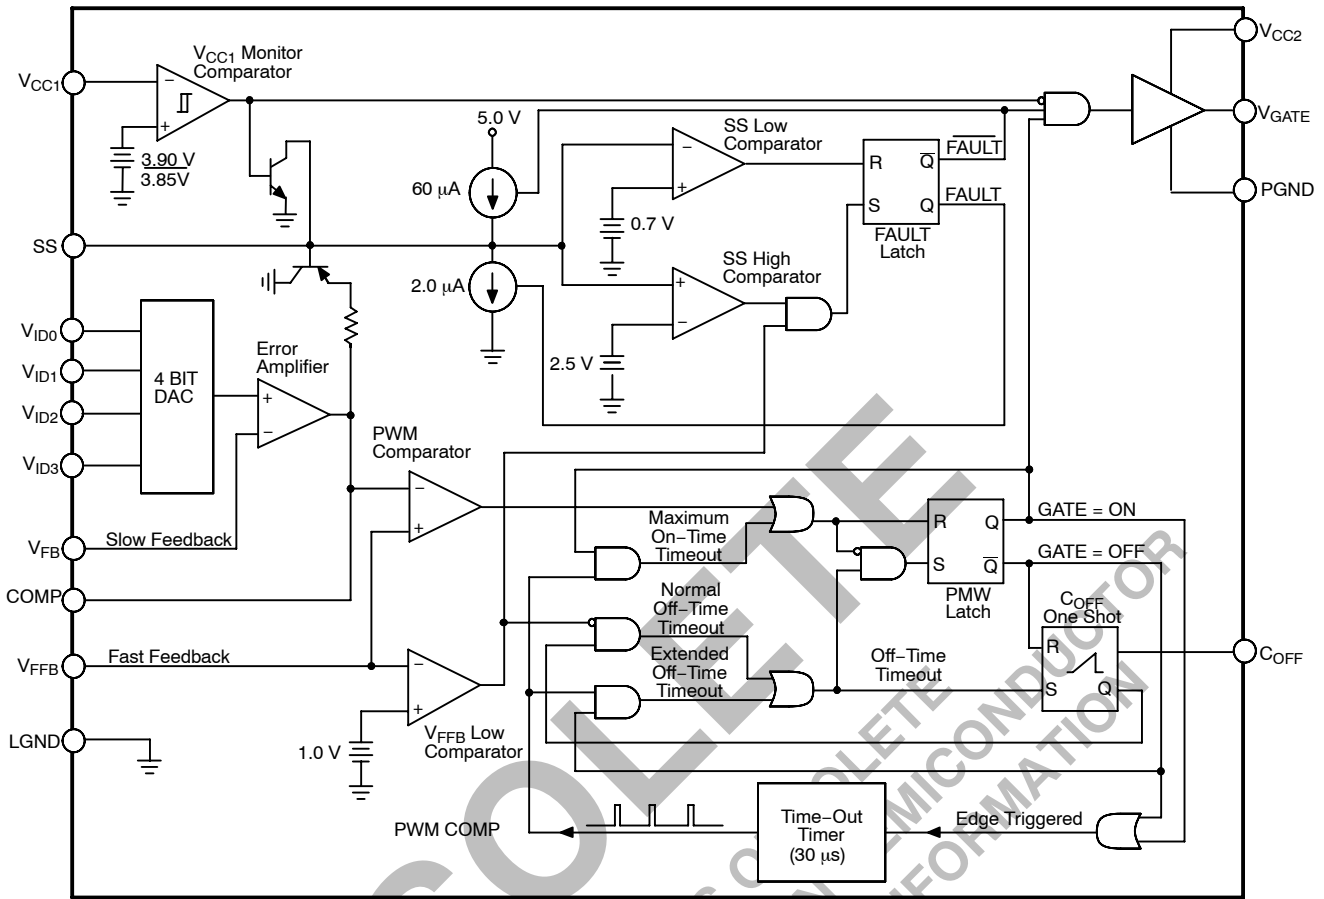 VCC1
VCC1 Monitor
Comparator
−
+
3.90 V
3.85V
VCC2
VGATE
PGND
5.0 V
60 μA
SS Low
Comparator
−
+
0.7 V
R
Q
FAULT
S
Q
FAULT
FAULT
Latch
SS
2.0 μA
SS High
Comparator
+
−
2.5 V
VID0
VID1
VID2
VID3
4 BIT
DAC
Error
Amplifier
+
−
PWM
Comparator
−
+
VFB
Slow Feedback
COMP
VFFB
Fast Feedback
LGND
Maximum
On−Time
Timeout
Normal
Off−Time
Timeout
Extended
Off−Time
Timeout
R
Q
GATE = ON
S
Q
GATE = OFF
PMW
Latch
COFF
One Shot
R
S
Q
COFF
Off−Time
Timeout
−
+
VFFB Low
Comparator
1.0 V
PWM COMP
Time−Out
Timer
(30 μs)
Edge Triggered
OLETE
OLETE
MICONDUCTOR